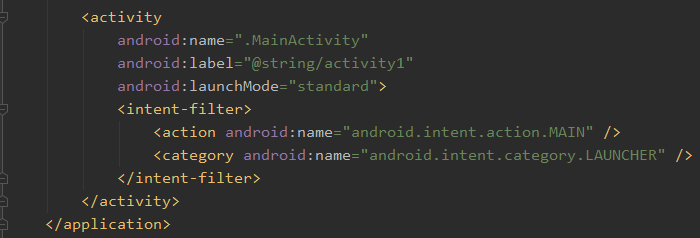 <activity
android:name=".MainActivity"
android:label="@string/activity1"
android:launchMode="standard">
<intent-filter>
<action android:name="android.intent.action.MAIN" />
<category android:name="android.intent.category.LAUNCHER" />
</intent-filter>
</activity>
</application>